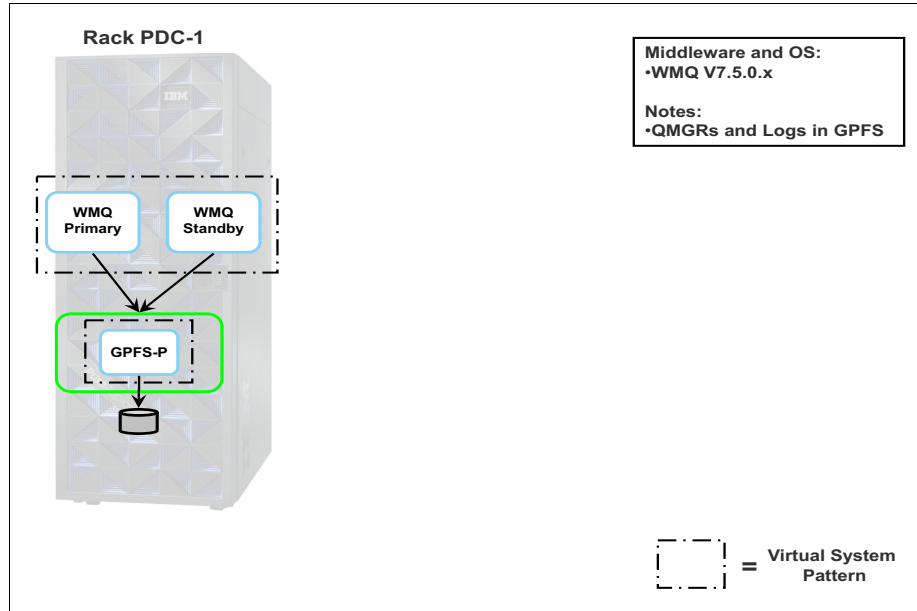 Rack PDC-1
IBM
Middleware and OS:
•WMQ V7.5.0.x
Notes:
•QMGRs and Logs in GPFS
WMQ
Primary
WMQ
Standby
GPFS-P
= Virtual System
Pattern